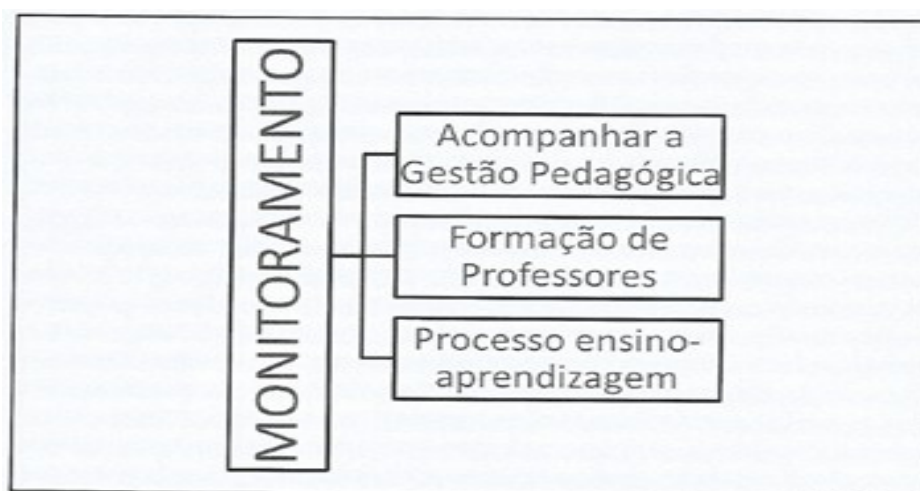 MONITORAMENTO
Acompanhar a
Gestão Pedagógica
Formação de
Professores
Processo ensino-
aprendizagem